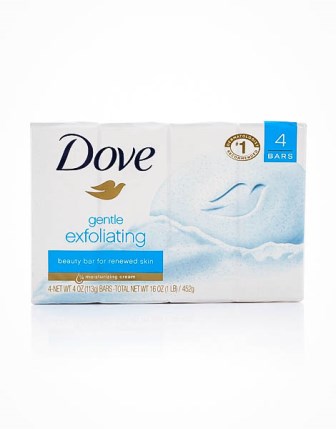 Dove
#1
4
BARS
gentle
exfoliating
beauty bar for renewed skin
moisturizing cream
4-NET WT 4 OZ (113g) BARS-TOTAL NET WT 16 OZ (1 LB) / 452g